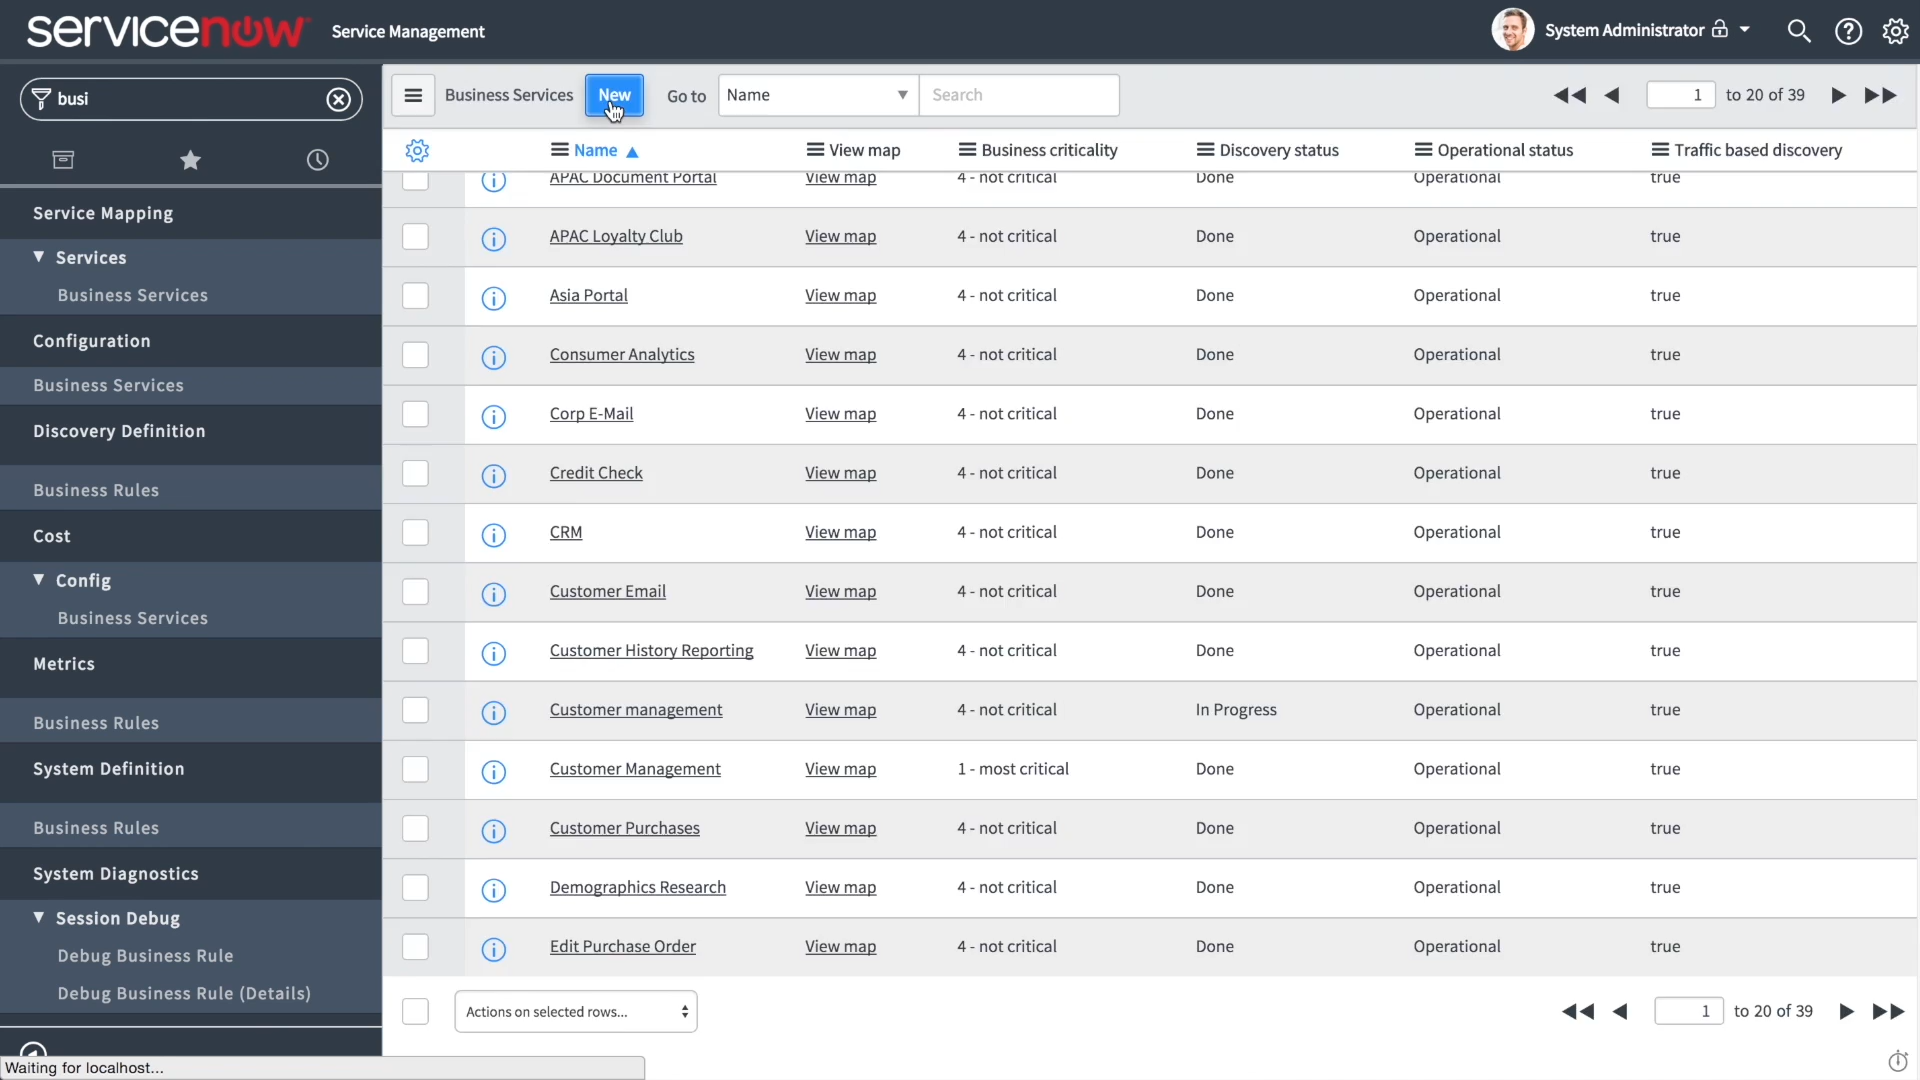 servicenow Service Management
System Administrator
busi
Business Services New Go to Name Search 1 to 20 of 39
Name View map Business criticality Discovery status Operational status Traffic based discovery
APAC Document Portal View map 4 - not critical Done Operational true
APAC Loyalty Club View map 4 - not critical Done Operational true
Asia Portal View map 4 - not critical Done Operational true
Consumer Analytics View map 4 - not critical Done Operational true
Corp E-Mail View map 4 - not critical Done Operational true
Credit Check View map 4 - not critical Done Operational true
CRM View map 4 - not critical Done Operational true
Customer Email View map 4 - not critical Done Operational true
Customer History Reporting View map 4 - not critical Done Operational true
Customer management View map 4 - not critical In Progress Operational true
Customer Management View map 1 - most critical Done Operational true
Customer Purchases View map 4 - not critical Done Operational true
Demographics Research View map 4 - not critical Done Operational true
Edit Purchase Order View map 4 - not critical Done Operational true
Actions on selected rows... 1 to 20 of 39
Service Mapping
Services
Business Services
Configuration
Business Services
Discovery Definition
Business Rules
Cost
Config
Business Services
Metrics
Business Rules
System Definition
Business Rules
System Diagnostics
Session Debug
Debug Business Rule
Debug Business Rule (Details)
Waiting for localhost...